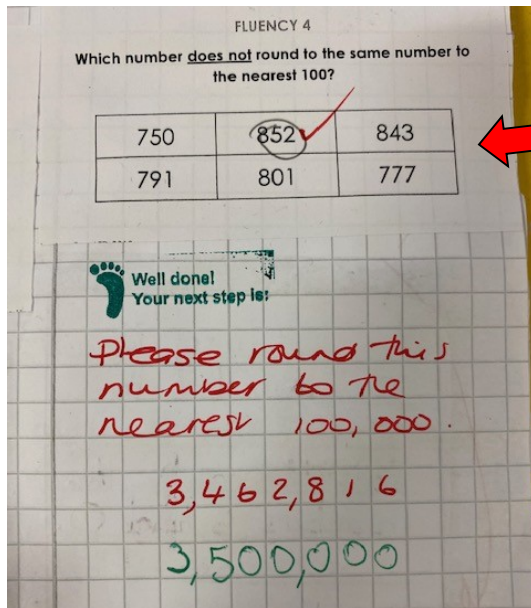 FLUENCY 4
Which number does not round to the same number to
the nearest 100?
750 852 843
791 801 777
Well done!
Your next step is:
Please round this
number to the
nearest 100,000.
3,462,816
3,500,000